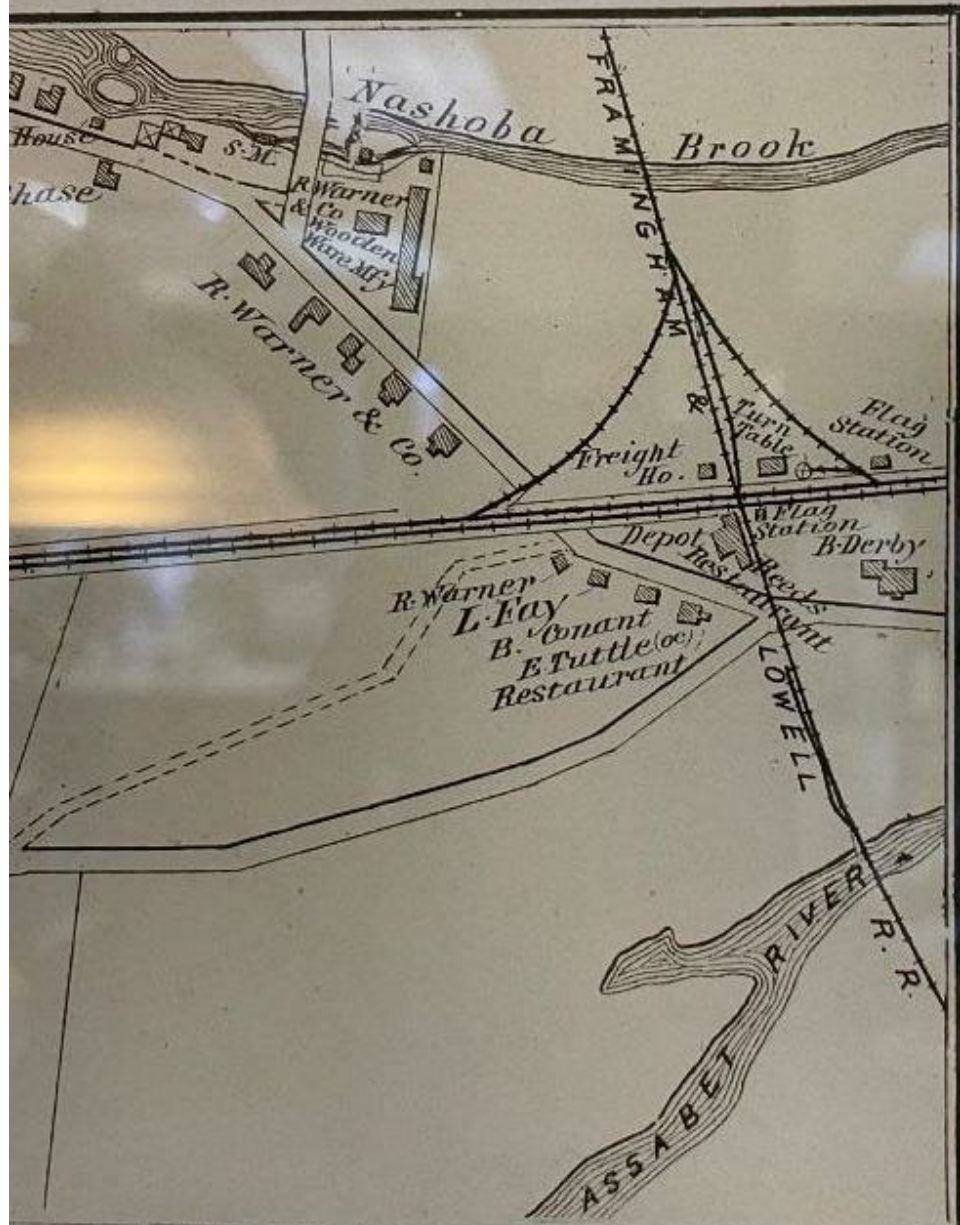 Nashoba
Brook
House
S.M.
hase
R. Warner
& Co
Wooden
Ware Mfy
R. Warner & Co.
FRAMINGHAM & LOWELL R. R.
Freight
Ho.
Turn
Table
Flag
Station
Flag
Station
Depot
Reeds
Restaurant
B. Derby
R. Warner
L. Fay
B. Conant
E. Tuttle (oc)
Restaurant
ASSABET RIVER